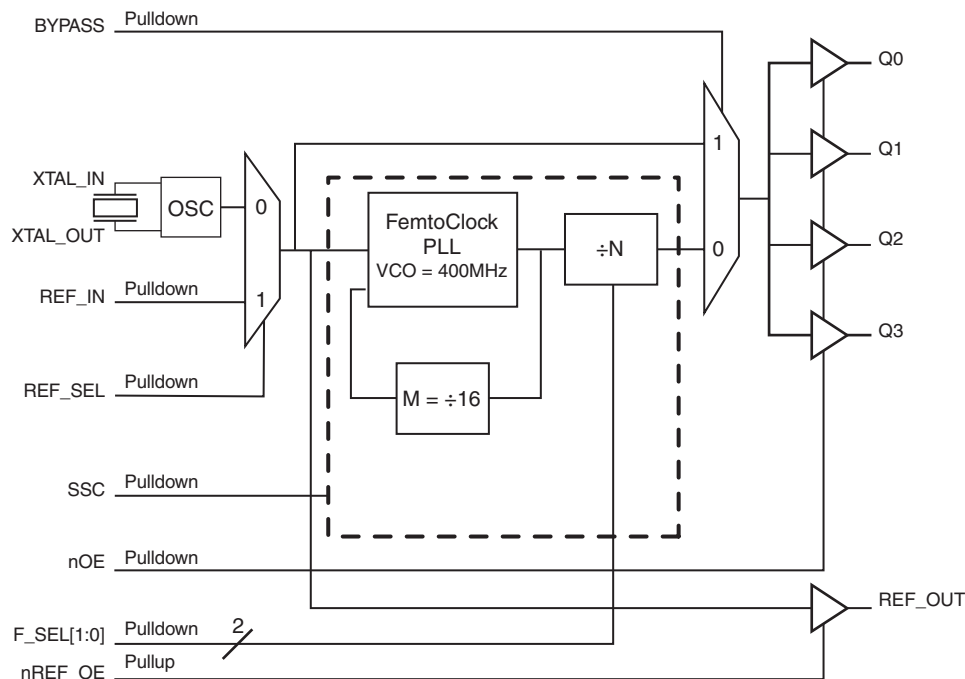 BYPASS Pulldown
Q0
Q1
1
XTAL_IN
OSC
0
XTAL_OUT
FemtoClock
PLL
VCO = 400MHz
÷N
0
Q2
REF_IN Pulldown
1
Q3
REF_SEL Pulldown
M = ÷16
SSC Pulldown
nOE Pulldown
REF_OUT
F_SEL[1:0] Pulldown 2
nREF_OE Pullup